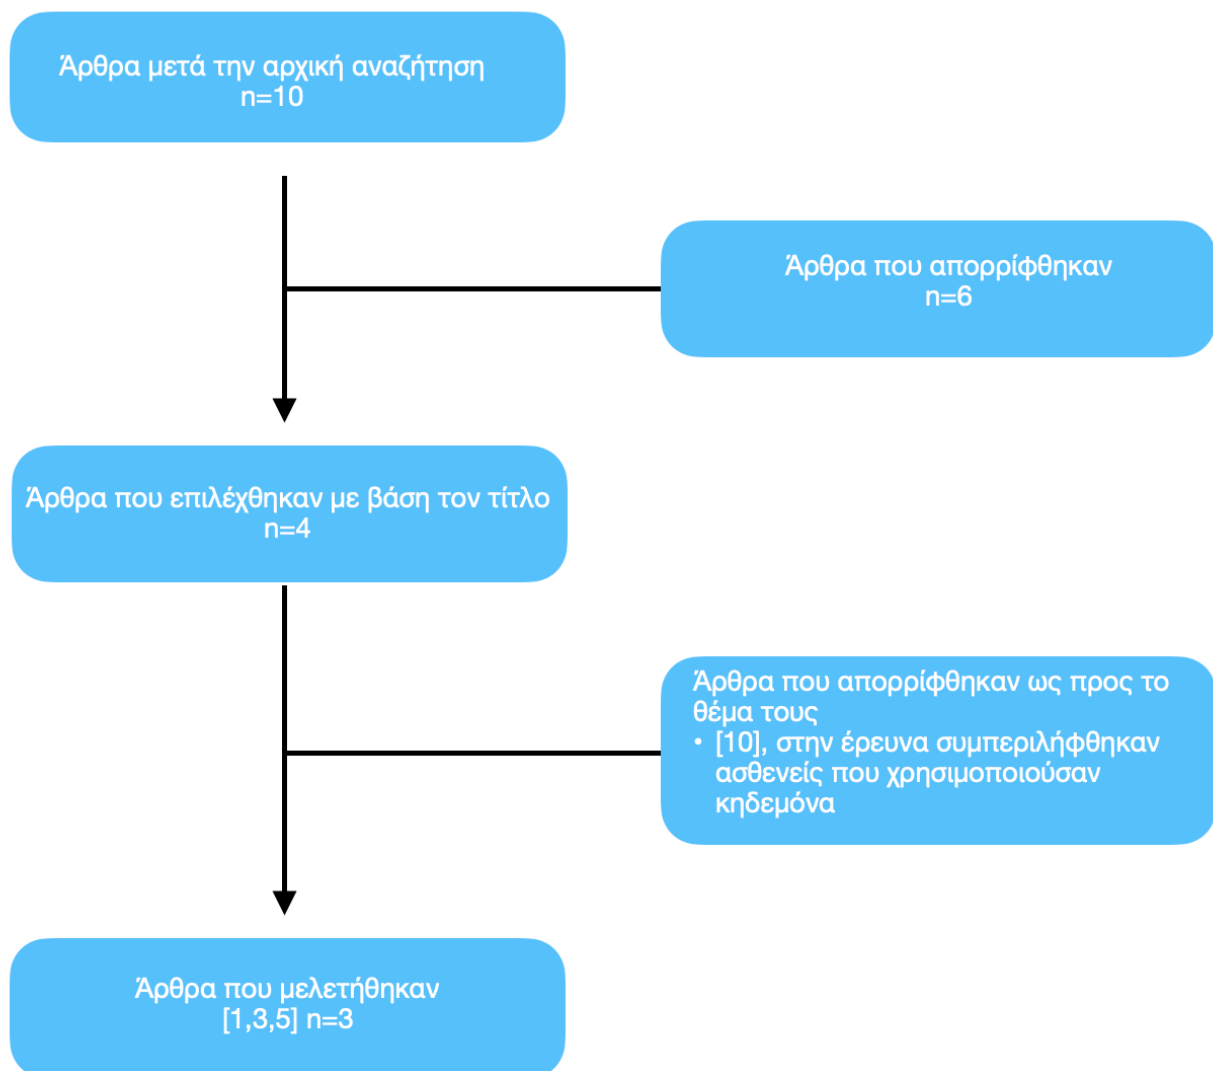 Άρθρα μετά την αρχική αναζήτηση
n=10
Άρθρα που απορρίφθηκαν
n=6
Άρθρα που επιλέχθηκαν με βάση τον τίτλο
n=4
Άρθρα που απορρίφθηκαν ως προς το
θέμα τους
• [10], στην έρευνα συμπεριλήφθηκαν
ασθενείς που χρησιμοποιούσαν
κηδεμόνα
Άρθρα που μελετήθηκαν
[1,3,5] n=3